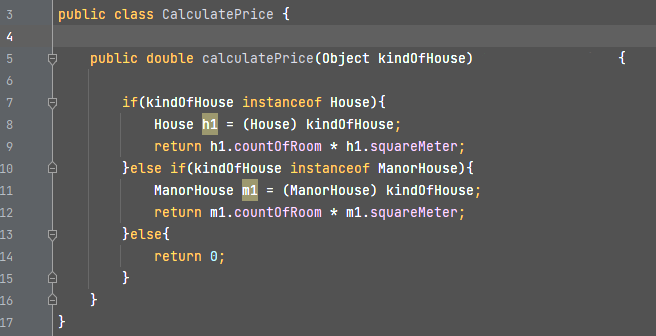 3 public class CalculatePrice {
4
5 public double calculatePrice(Object kindOfHouse) {
6
7 if(kindOfHouse instanceof House){
8 House h1 = (House) kindOfHouse;
9 return h1.countOfRoom * h1.squareMeter;
10 }else if(kindOfHouse instanceof ManorHouse){
11 ManorHouse m1 = (ManorHouse) kindOfHouse;
12 return m1.countOfRoom * m1.squareMeter;
13 }else{
14 return 0;
15 }
16 }
17 }